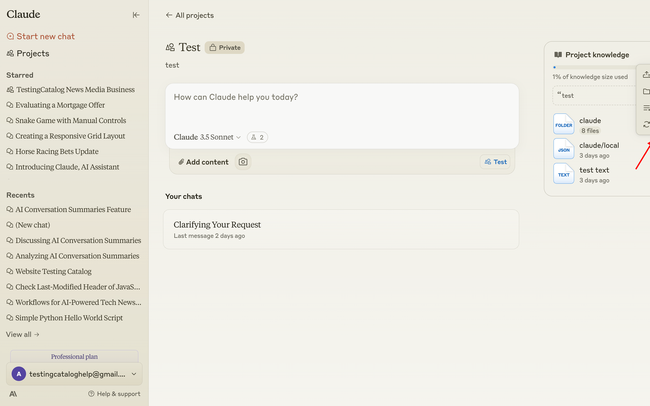 Claude
Start new chat
Projects
Starred
TestingCatalog News Media Business
Evaluating a Mortgage Offer
Snake Game with Manual Controls
Creating a Responsive Grid Layout
Horse Racing Bets Update
Introducing Claude, AI Assistant
Recents
AI Conversation Summaries Feature
(New chat)
Discussing AI Conversation Summaries
Analyzing AI Conversation Summaries
Website Testing Catalog
Check Last-Modified Header of JavaS...
Workflows for AI-Powered Tech News...
Simple Python Hello World Script
View all →
Professional plan
A testingcataloghelp@gmail....
A\ Help & support
← All projects
Test Private
test
How can Claude help you today?
Claude 3.5 Sonnet 2
Add content Test
Your chats
Clarifying Your Request
Last message 2 days ago
Project knowledge
1% of knowledge size used
“test
FOLDER claude
8 files
JSON claude/local
3 days ago
TEXT test text
3 days ago